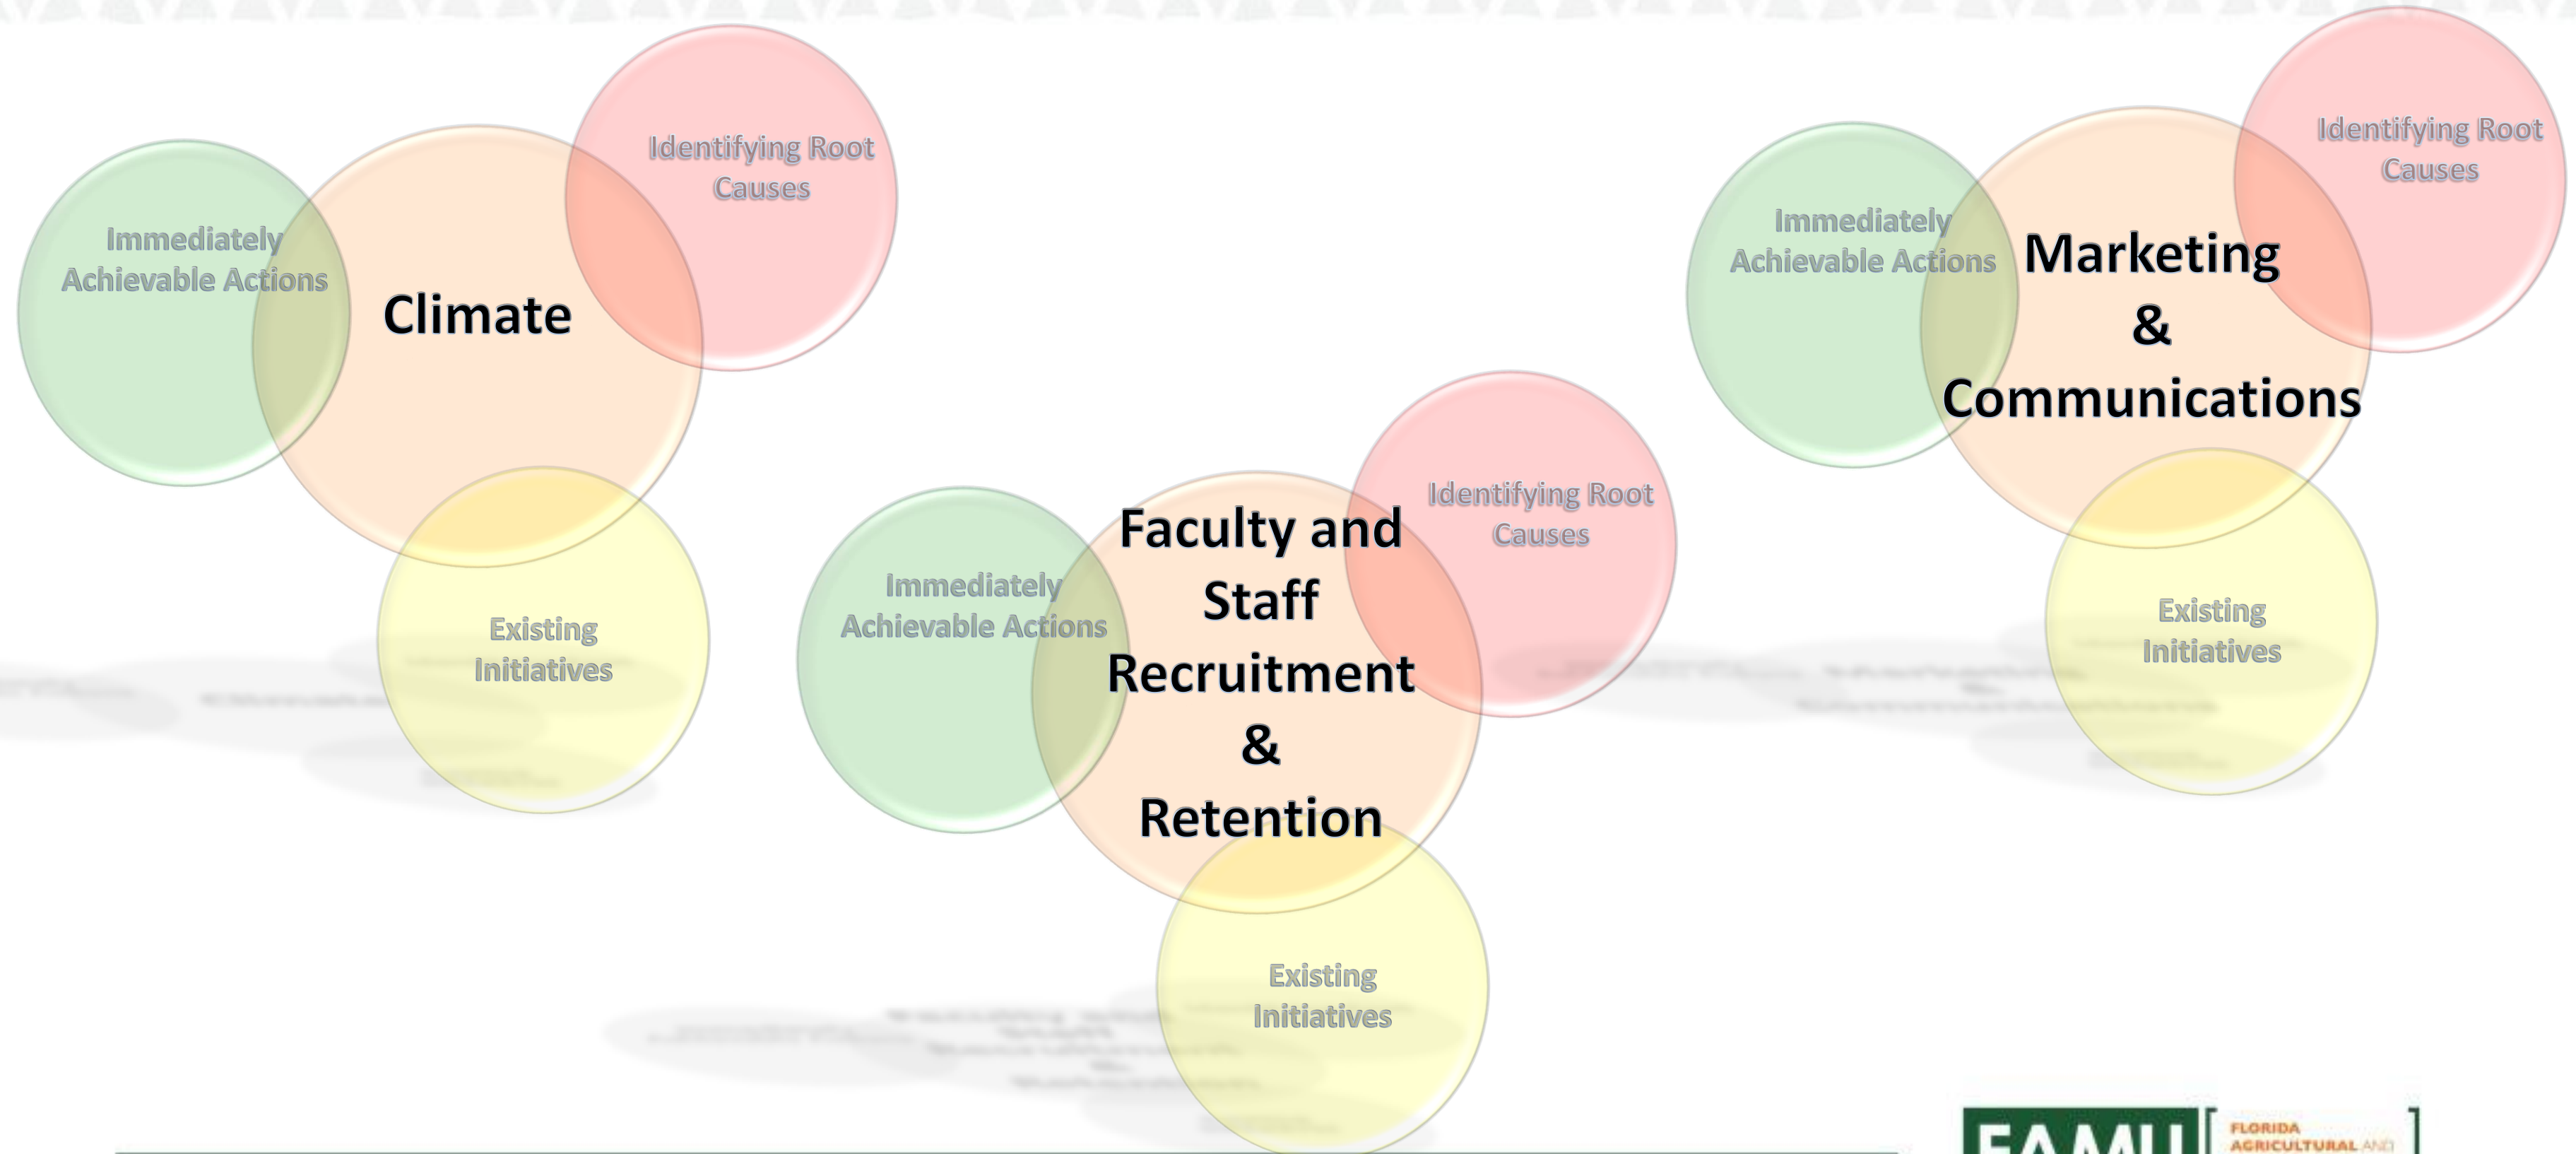 Identifying Root
Causes
Immediately
Achievable Actions
Climate
Existing
Initiatives
Identifying Root
Causes
Immediately
Achievable Actions
Faculty and
Staff
Recruitment
&
Retention
Existing
Initiatives
Identifying Root
Causes
Immediately
Achievable Actions
Marketing
&
Communications
Existing
Initiatives
FAMU
FLORIDA
AGRICULTURAL AND